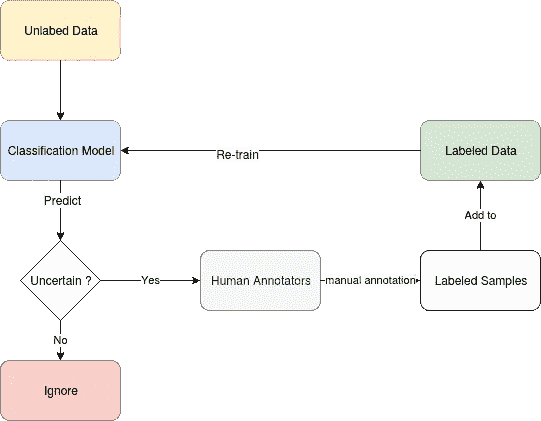 Unlabed Data
Classification Model
Re-train
Labeled Data
Predict
Add to
Uncertain ?
Yes
Human Annotators
manual annotation
Labeled Samples
No
Ignore